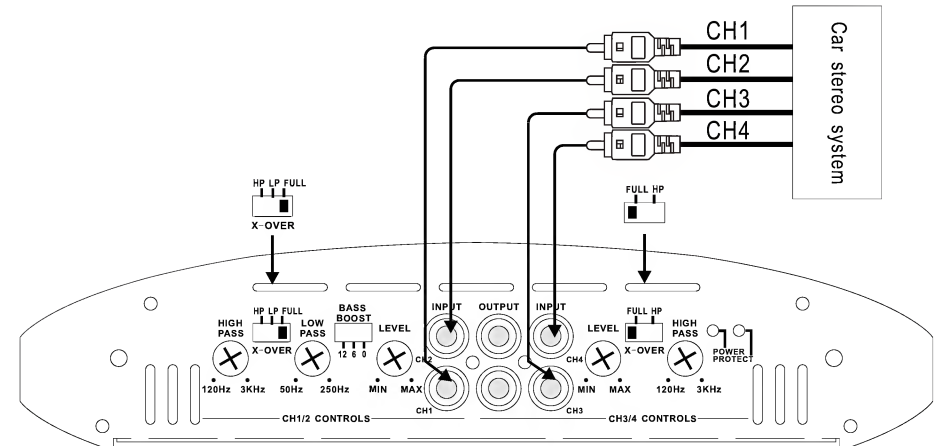 CH1
CH2
CH3
CH4
Car stereo system
HP LP FULL
X-OVER
FULL HP
HIGH
PASS
120Hz 3KHz
HP LP FULL
X-OVER
LOW
PASS
50Hz 250Hz
BASS
BOOST
12 6 0
LEVEL
MIN MAX
INPUT OUTPUT INPUT
CH2
CH1
CH4
CH3
LEVEL
MIN MAX
FULL HP
X-OVER
HIGH
PASS
120Hz 3KHz
POWER
PROTECT
CH1/2 CONTROLS
CH3/4 CONTROLS